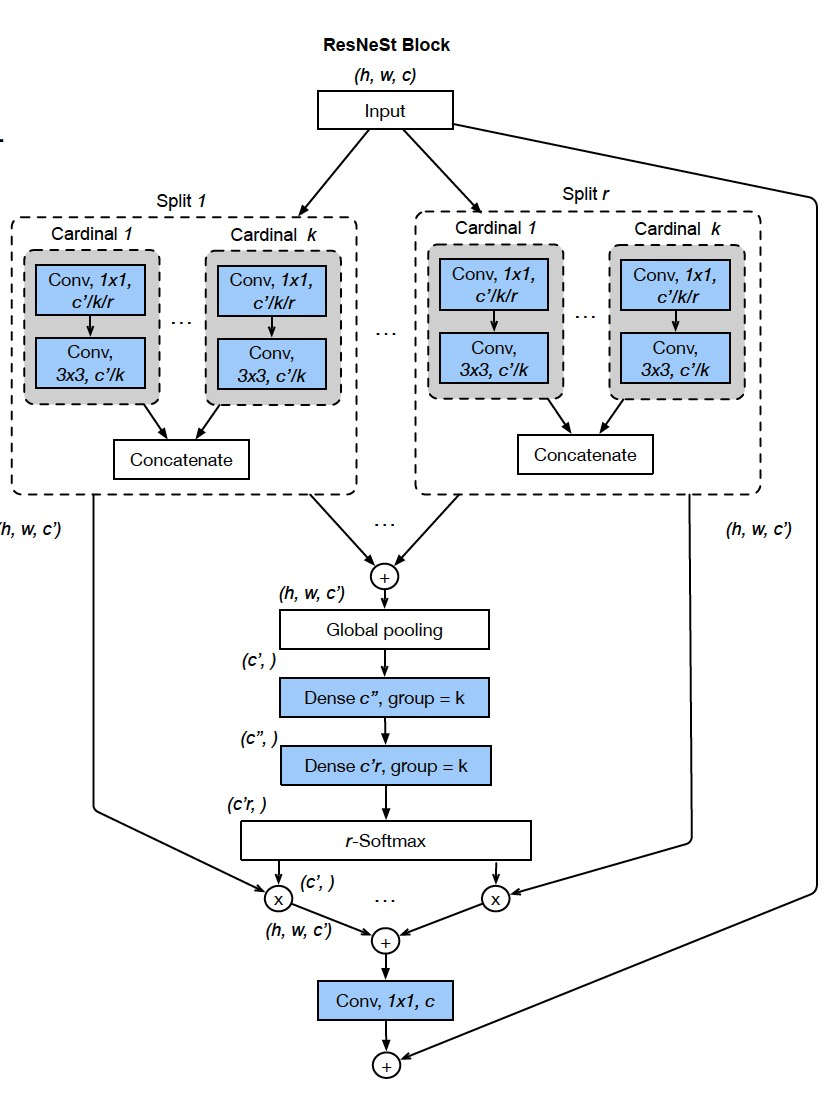 ResNeSt Block
(h, w, c)
Input
Split 1
Split r
Cardinal 1
Cardinal k
Cardinal 1
Cardinal k
Conv, 1x1,
c’/k/r
Conv,
3x3, c’/k
...
Conv, 1x1,
c’/k/r
Conv,
3x3, c’/k
...
Conv, 1x1,
c’/k/r
Conv,
3x3, c’/k
...
Conv, 1x1,
c’/k/r
Conv,
3x3, c’/k
Concatenate
Concatenate
h, w, c’)
...
(h, w, c’)
+
(h, w, c’)
Global pooling
(c’, )
Dense c”, group = k
(c”, )
Dense c’r, group = k
(c’r, )
r-Softmax
(c’, )
x
...
x
(h, w, c’)
+
Conv, 1x1, c
+